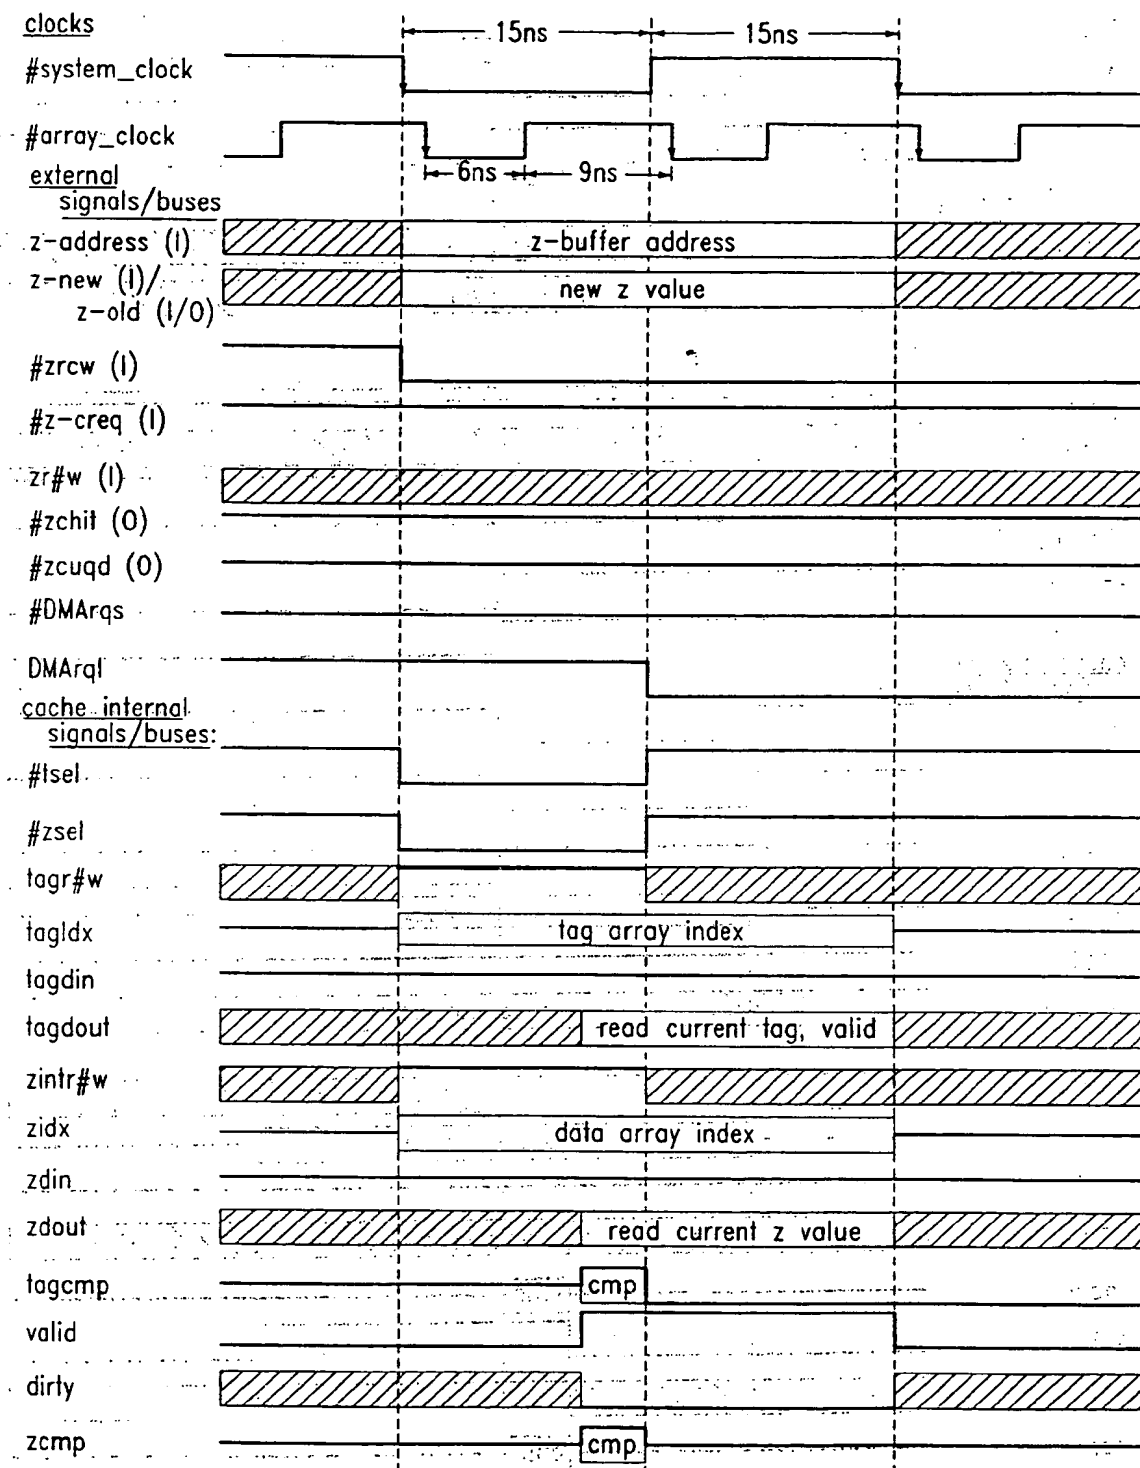 clocks
15ns 15ns
#system_clock
#array_clock
6ns 9ns
external
signals/buses
z-address (I) z-buffer address
z-new (I)/
z-old (I/O) new z value
#zrcw (I)
#z-creq (I)
zr#w (I)
#zchit (O)
#zcuqd (O)
#DMArqs
DMArql
cache internal
signals/buses:
#tsel
#zsel
tagr#w
tagIdx tag array index
tagdin
tagdout read current tag, valid
zintr#w
zidx data array index
zdin
zdout read current z value
tagcmp cmp
valid
dirty
zcmp cmp